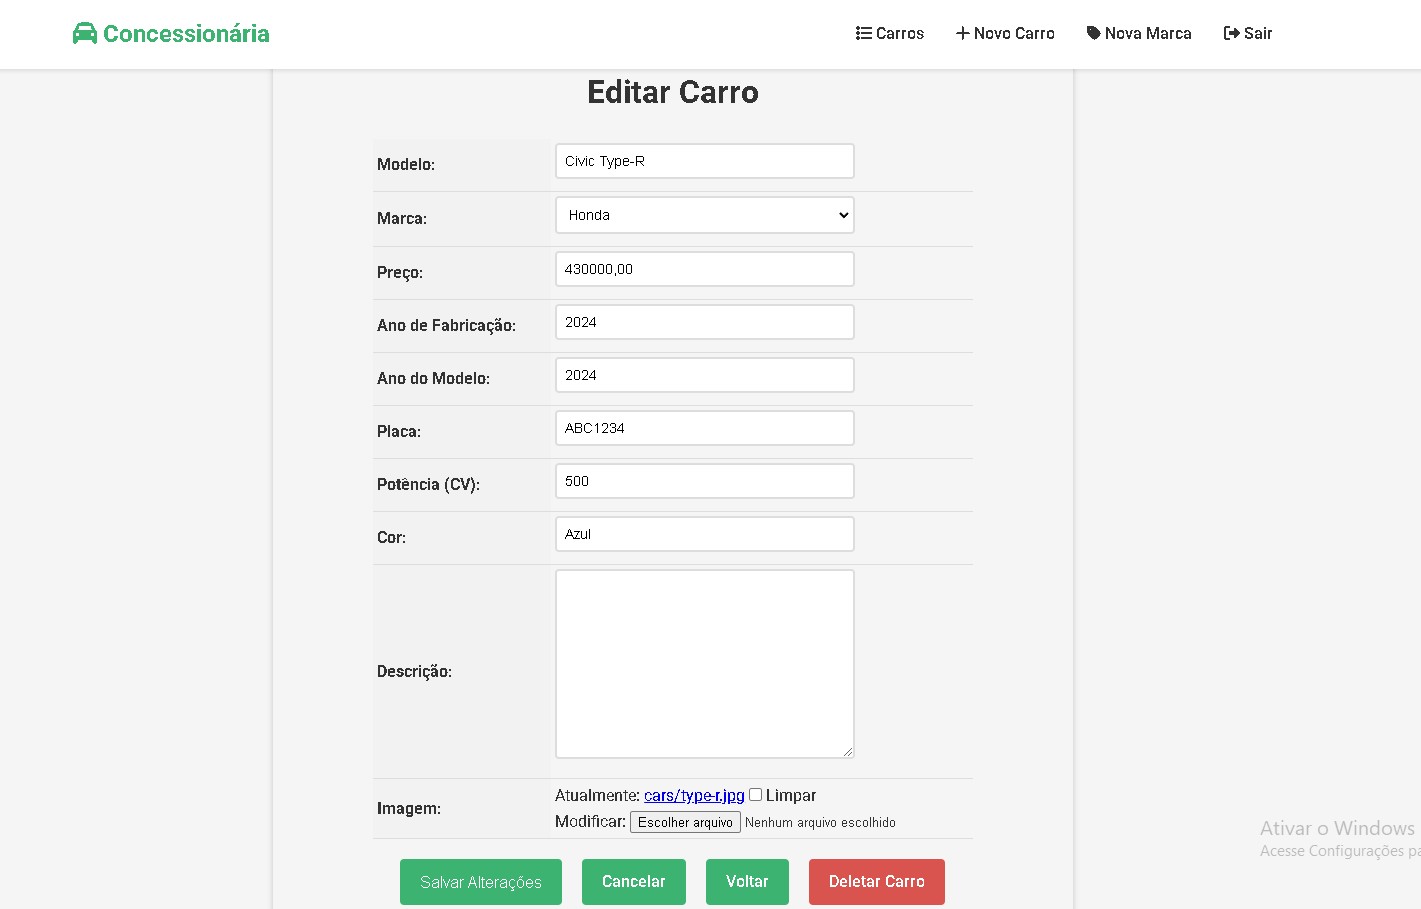 Concessionária
Carros
Novo Carro
Nova Marca
Sair
Editar Carro
Modelo: Civic Type-R
Marca: Honda
Preço: 430000,00
Ano de Fabricação: 2024
Ano do Modelo: 2024
Placa: ABC1234
Potência (CV): 500
Cor: Azul
Descrição:
Imagem:
Atualmente: cars/type-r.jpg Limpar
Modificar: Escolher arquivo Nenhum arquivo escolhido
Salvar Alterações
Cancelar
Voltar
Deletar Carro
Ativar o Windows
Acesse Configurações